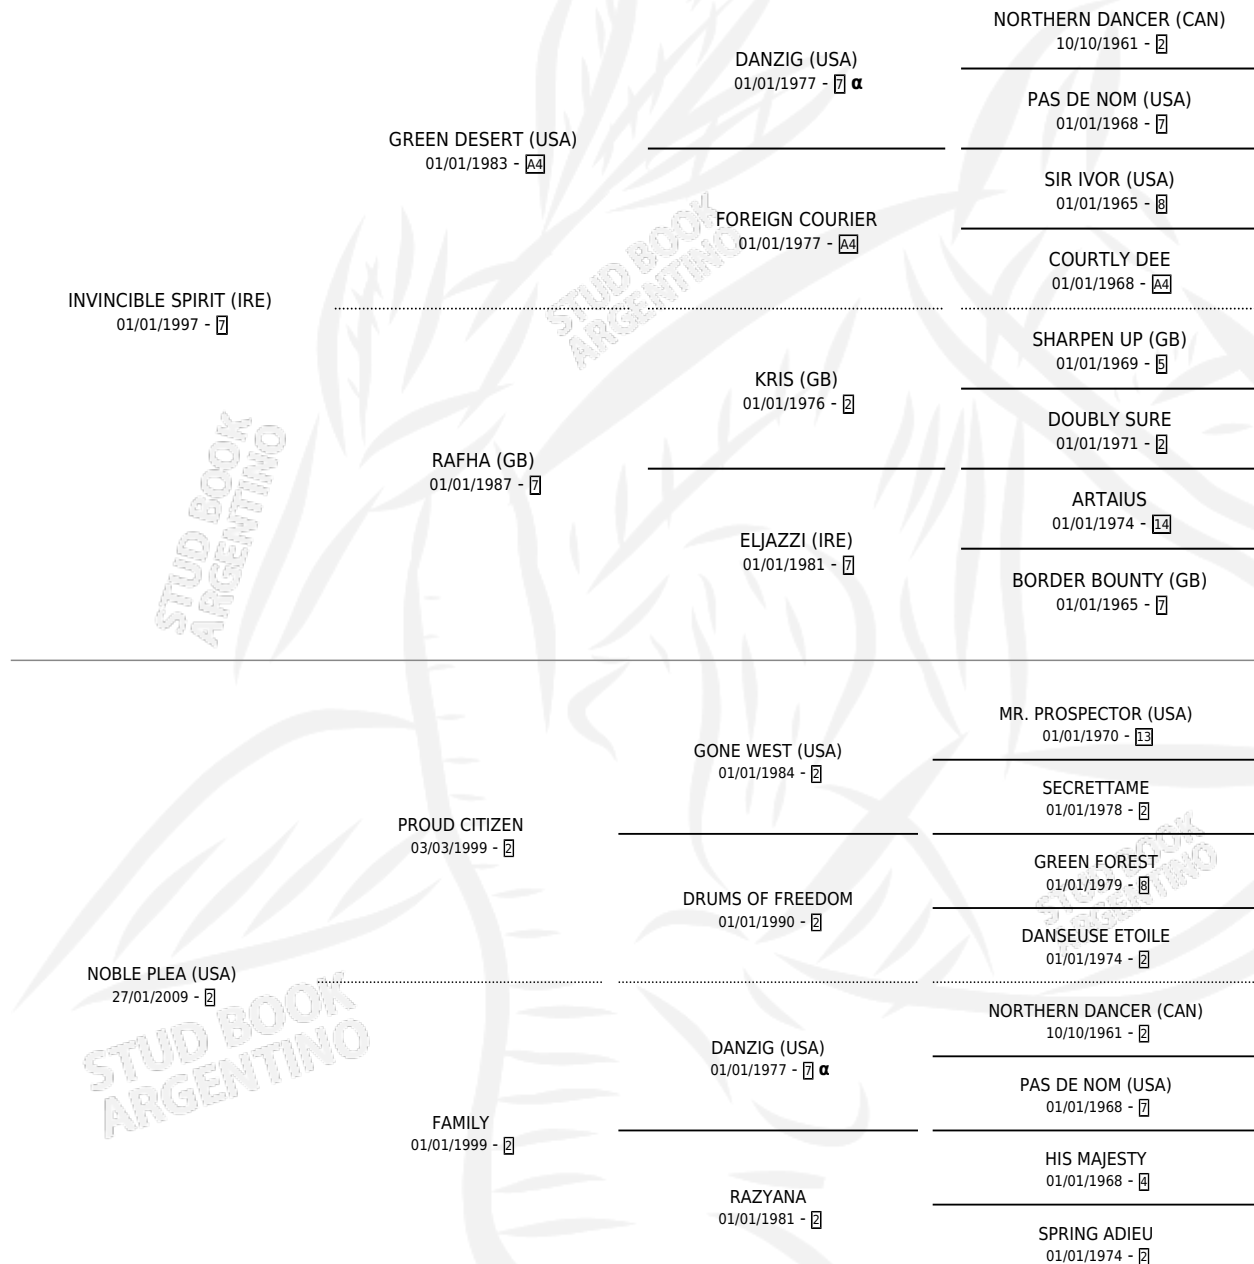 NORTHERN DANCER (CAN)
10/10/1961 - 2
DANZIG (USA)
01/01/1977 - 7 α
PAS DE NOM (USA)
01/01/1968 - 7
GREEN DESERT (USA)
01/01/1983 - A4
SIR IVOR (USA)
01/01/1965 - 8
FOREIGN COURIER
01/01/1977 - A4
COURTLY DEE
01/01/1968 - A4
INVINCIBLE SPIRIT (IRE)
01/01/1997 - 7
SHARPEN UP (GB)
01/01/1969 - 5
KRIS (GB)
01/01/1976 - 2
DOUBLY SURE
01/01/1971 - 2
RAFHA (GB)
01/01/1987 - 7
ARTAIUS
01/01/1974 - 14
ELJAZZI (IRE)
01/01/1981 - 7
BORDER BOUNTY (GB)
01/01/1965 - 7
MR. PROSPECTOR (USA)
01/01/1970 - 13
GONE WEST (USA)
01/01/1984 - 2
SECRETTAME
01/01/1978 - 2
PROUD CITIZEN
03/03/1999 - 2
GREEN FOREST
01/01/1979 - 8
DRUMS OF FREEDOM
01/01/1990 - 2
DANSEUSE ETOILE
01/01/1974 - 2
NOBLE PLEA (USA)
27/01/2009 - 2
NORTHERN DANCER (CAN)
10/10/1961 - 2
DANZIG (USA)
01/01/1977 - 7 α
PAS DE NOM (USA)
01/01/1968 - 7
FAMILY
01/01/1999 - 2
HIS MAJESTY
01/01/1968 - 4
RAZYANA
01/01/1981 - 2
SPRING ADIEU
01/01/1974 - 2
STUD BOOK
ARGENTINO
STUD BOOK
ARGENTINO
STUD BOOK
ARGENTINO
STUD BOOK
ARGENTINO